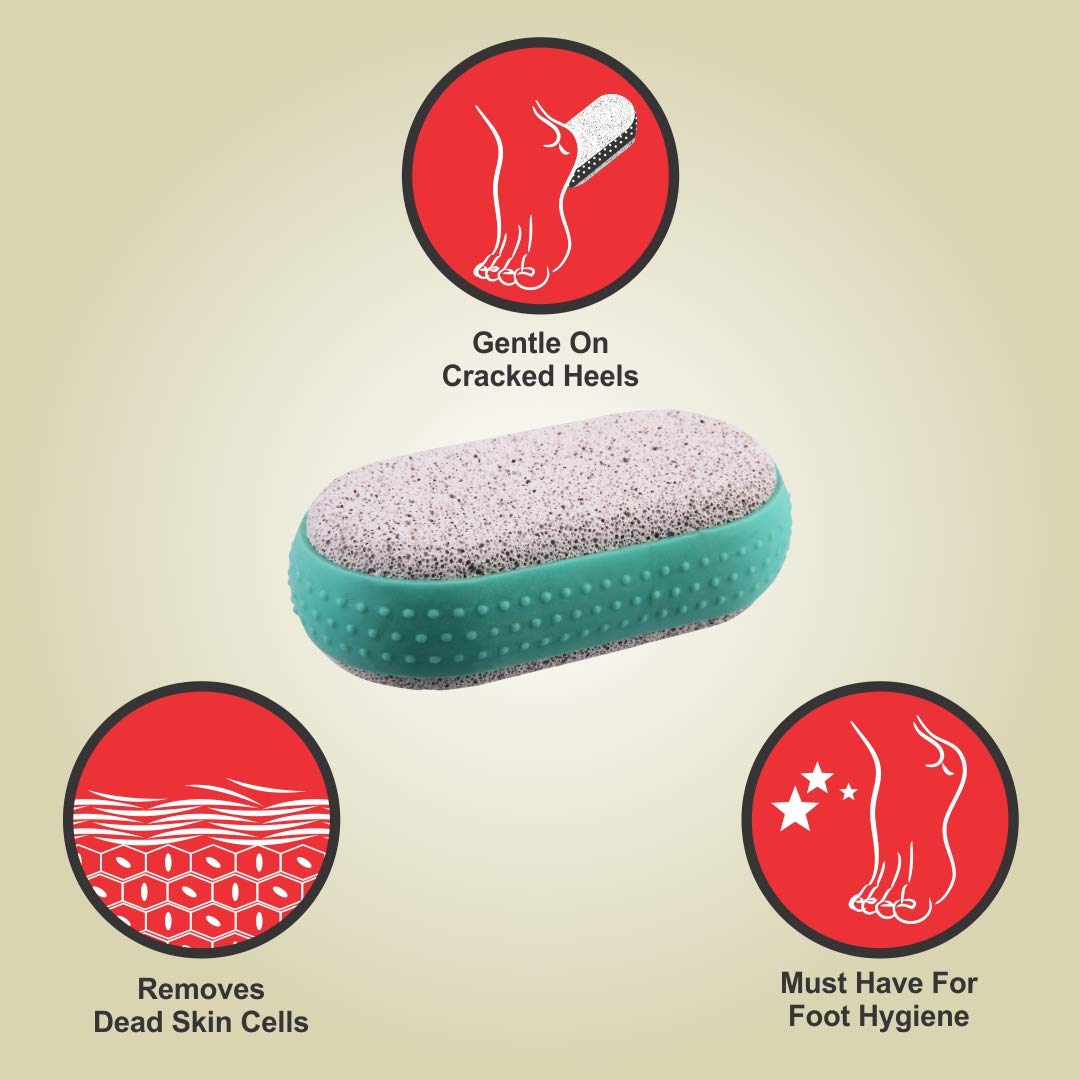 Gentle On
Cracked Heels
Removes
Dead Skin Cells
Must Have For
Foot Hygiene